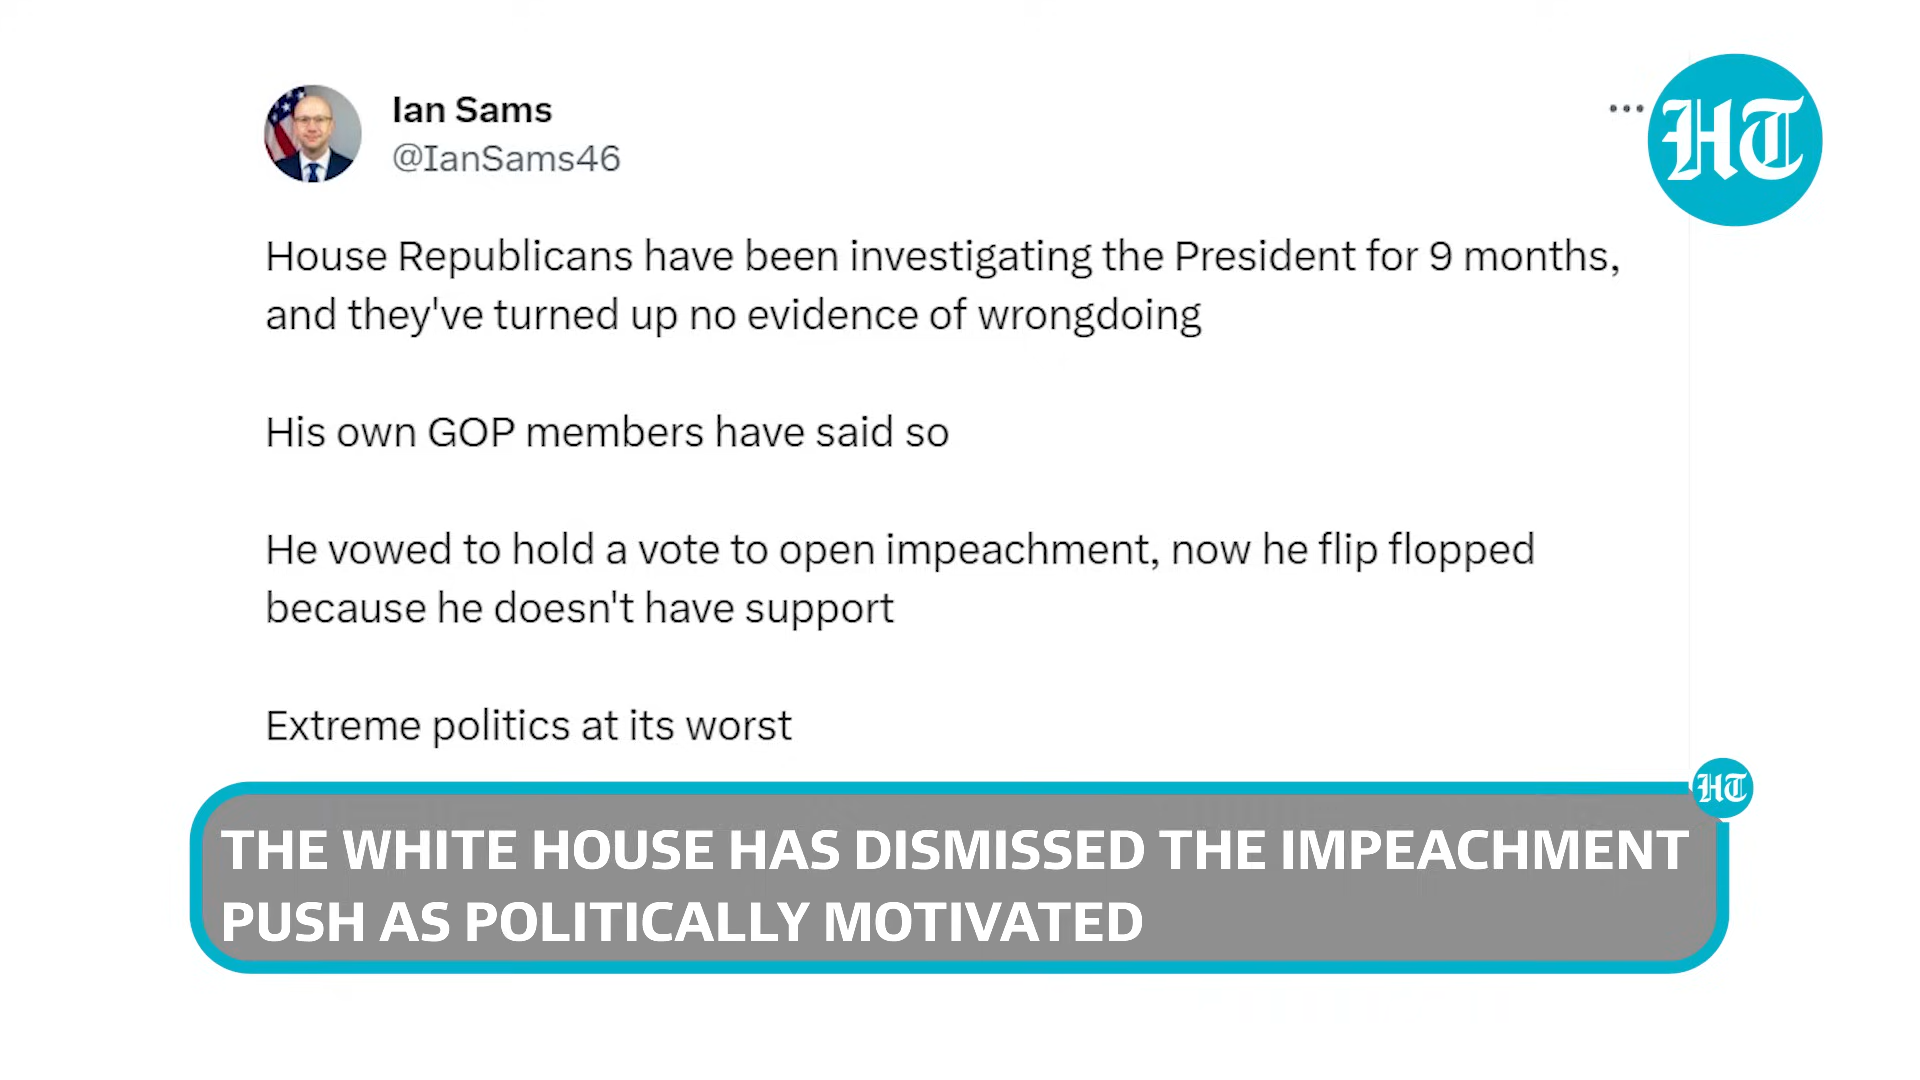 Ian Sams
@IanSams46
HT
House Republicans have been investigating the President for 9 months,
and they've turned up no evidence of wrongdoing
His own GOP members have said so
He vowed to hold a vote to open impeachment, now he flip flopped
because he doesn't have support
Extreme politics at its worst
HT
THE WHITE HOUSE HAS DISMISSED THE IMPEACHMENT
PUSH AS POLITICALLY MOTIVATED